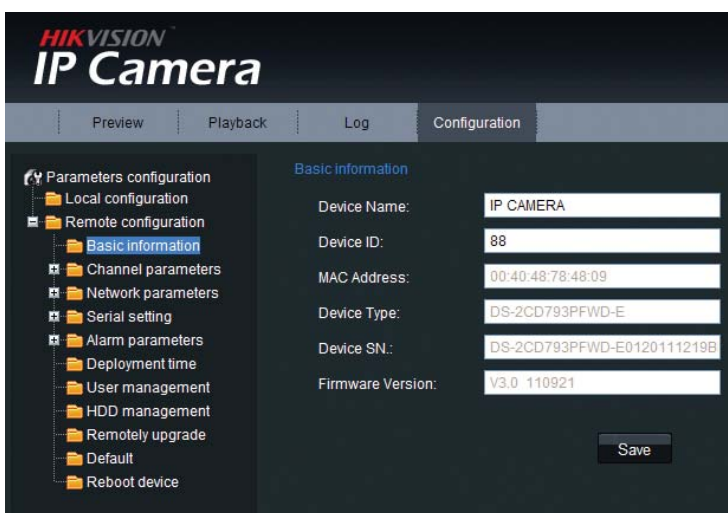 HIKVISION™
IP Camera
Preview Playback Log Configuration
Parameters configuration
Local configuration
Remote configuration
Basic information
Channel parameters
Network parameters
Serial setting
Alarm parameters
Deployment time
User management
HDD management
Remotely upgrade
Default
Reboot device
Basic information
Device Name: IP CAMERA
Device ID: 88
MAC Address: 00:40:48:78:48:09
Device Type: DS-2CD793PFWD-E
Device SN.: DS-2CD793PFWD-E0120111219B
Firmware Version: V3.0 110921
Save